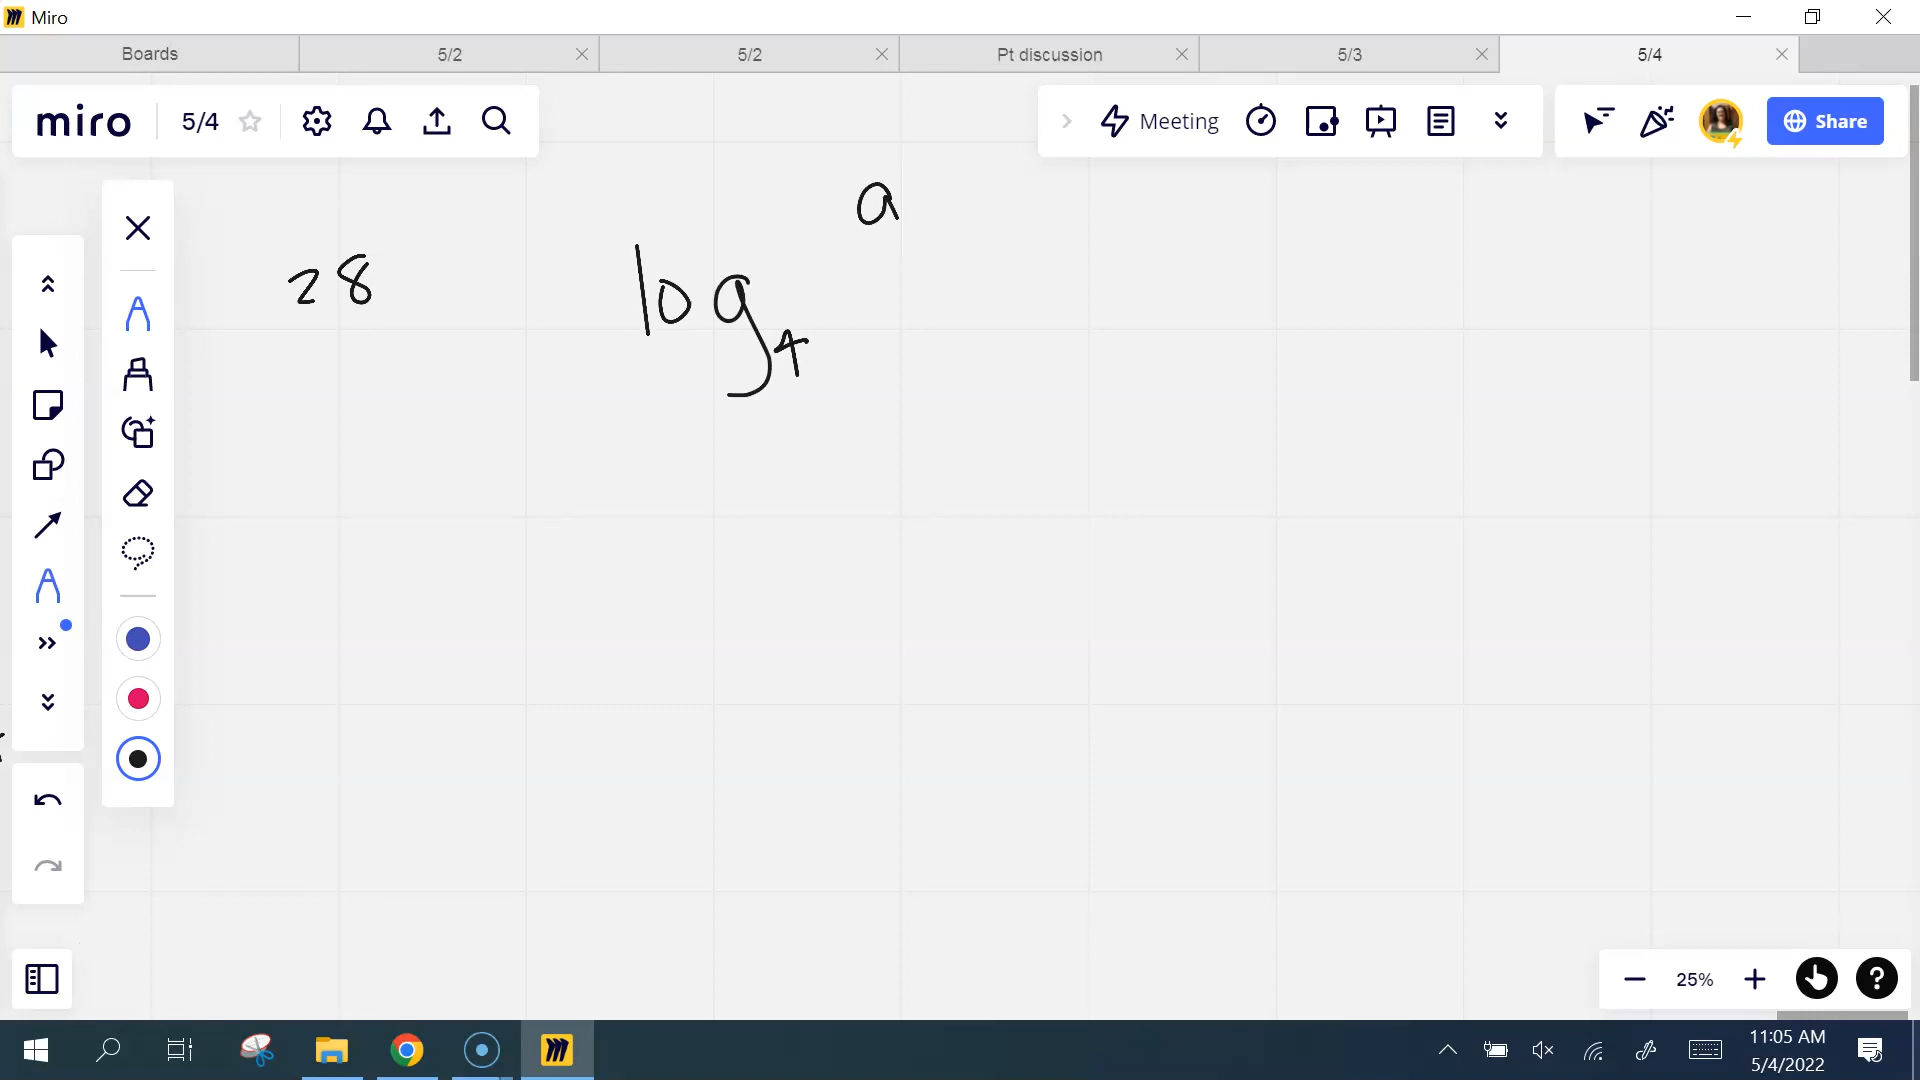 Miro
Boards 5/2 5/2 Pt discussion 5/3 5/4
miro 5/4 Meeting Share
a
28 log
4
25%
11:05 AM
5/4/2022